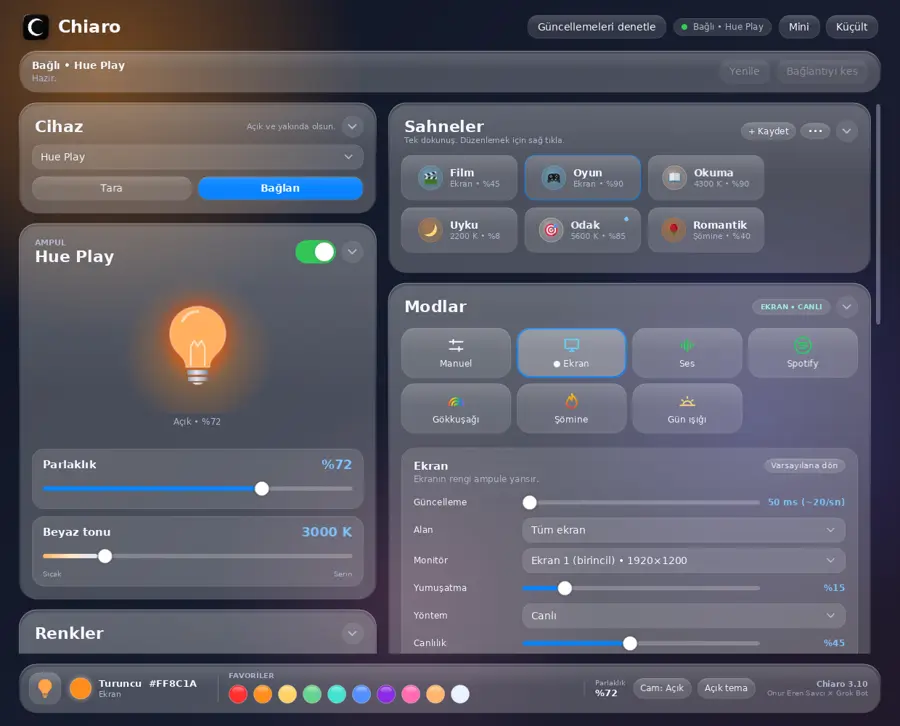 Chiaro
Güncellemeleri denetle
Bağlı • Hue Play
Mini
Küçült
Bağlı • Hue Play
Hazır.
Yenile
Bağlantıyı kes
Cihaz
Açık ve yakında olsun.
Hue Play
Tara
Bağlan
AMPUL
Hue Play
Açık • %72
Parlaklık
%72
Beyaz tonu
3000 K
Sıcak
Serin
Renkler
Sahneler
Tek dokunuş. Düzenlemek için sağ tıkla.
+ Kaydet
•••
Film
Ekran • %45
Oyun
Ekran • %90
Okuma
4300 K • %90
Uyku
2200 K • %8
Odak
5600 K • %85
Romantik
Şömine • %40
Modlar
EKRAN • CANLI
Manuel
● Ekran
Ses
Spotify
Gökkuşağı
Şömine
Gün ışığı
Ekran
Varsayılana dön
Ekranın rengi ampule yansır.
Güncelleme
50 ms (~20/sn)
Alan
Tüm ekran
Monitör
Ekran 1 (birincil) • 1920×1200
Yumuşatma
%15
Yöntem
Canlı
Canlılık
%45
Turuncu #FF8C1A
Ekran
FAVORİLER
Parlaklık
%72
Cam: Açık
Açık tema
Chiaro 3.10
Onur Eren Savcı × Grok Bot